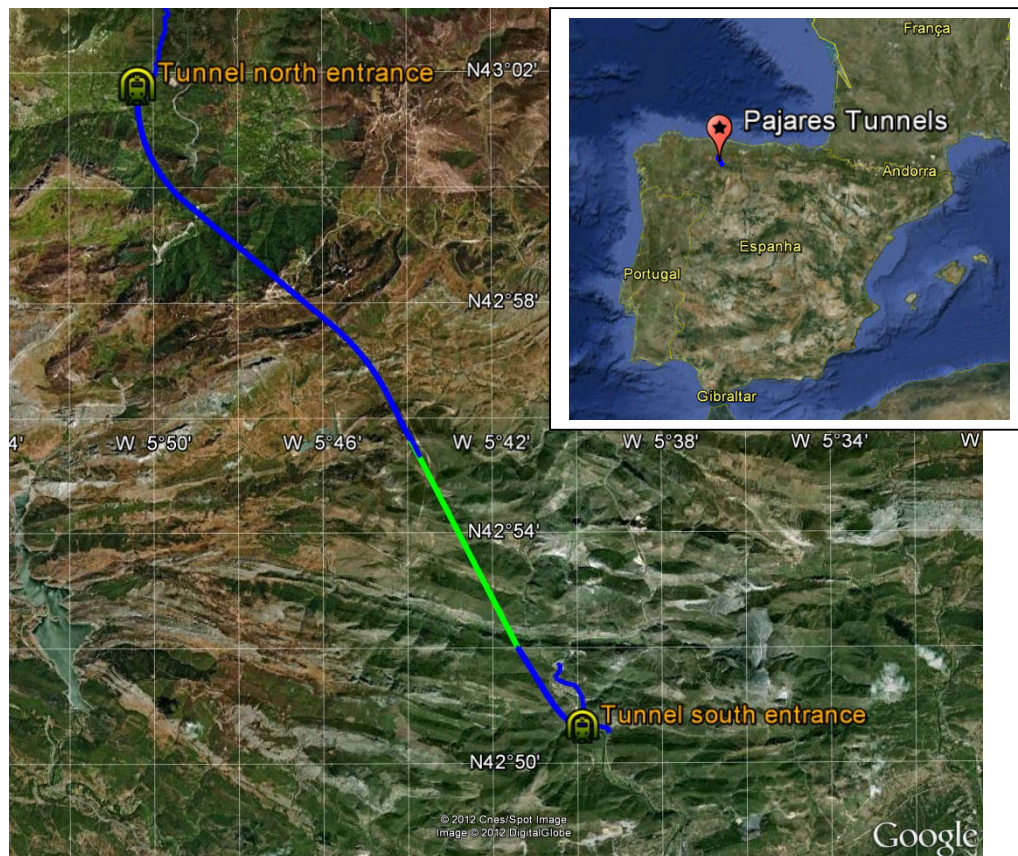 Tunnel north entrance
N43°02'
França
Pajares Tunnels
Andorra
Espanha
Portugal
Gibraltar
N42°58'
4' W 5°50' W 5°46' W 5°42' W 5°38' W 5°34' W
N42°54'
Tunnel south entrance
N42°50'
© 2012 Cnes/Spot Image
Image © 2012 DigitalGlobe
Google